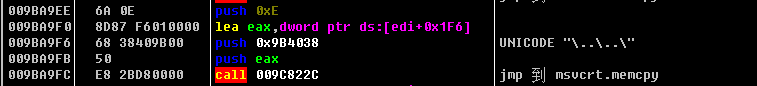 009BA9EE 6A 0E push 0xE
009BA9F0 8D87 F6010000 lea eax,dword ptr ds:[edi+0x1F6]
009BA9F6 68 38409B00 push 0x9B4038 UNICODE "\..\..\"
009BA9FB 50 push eax
009BA9FC E8 2BD80000 call 009C822C jmp 到 msvcrt.memcpy